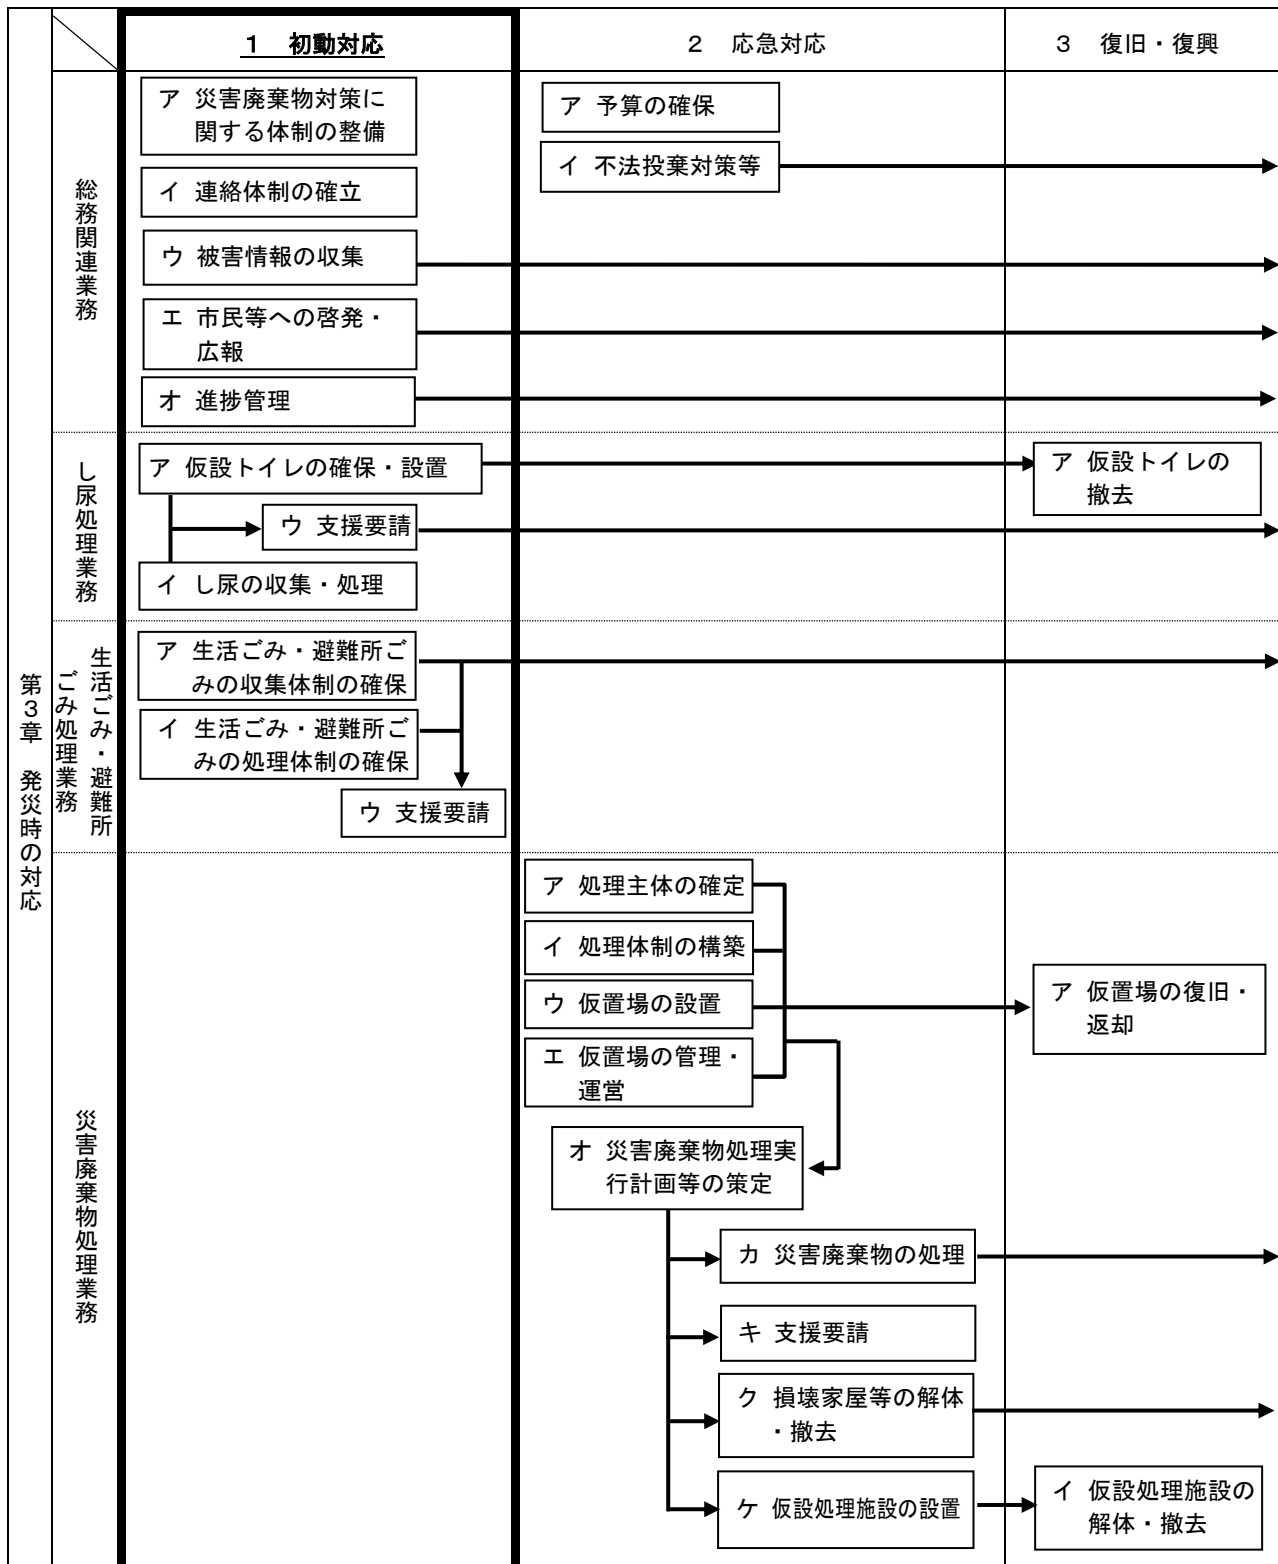 第３章 発災時の対応
１ 初動対応
２ 応急対応
３ 復旧・復興
総務関連業務
ア 災害廃棄物対策に
関する体制の整備
イ 連絡体制の確立
ウ 被害情報の収集
エ 市民等への啓発・
広報
オ 進捗管理
ア 予算の確保
イ 不法投棄対策等
し尿処理業務
ア 仮設トイレの確保・設置
ウ 支援要請
イ し尿の収集・処理
ア 仮設トイレの
撤去
生活ごみ・避難所
ごみ処理業務
ア 生活ごみ・避難所ご
みの収集体制の確保
イ 生活ごみ・避難所ご
みの処理体制の確保
ウ 支援要請
災害廃棄物処理業務
ア 処理主体の確定
イ 処理体制の構築
ウ 仮置場の設置
エ 仮置場の管理・
運営
オ 災害廃棄物処理実
行計画等の策定
カ 災害廃棄物の処理
キ 支援要請
ク 損壊家屋等の解体
・撤去
ケ 仮設処理施設の設置
ア 仮置場の復旧・
返却
イ 仮設処理施設の
解体・撤去